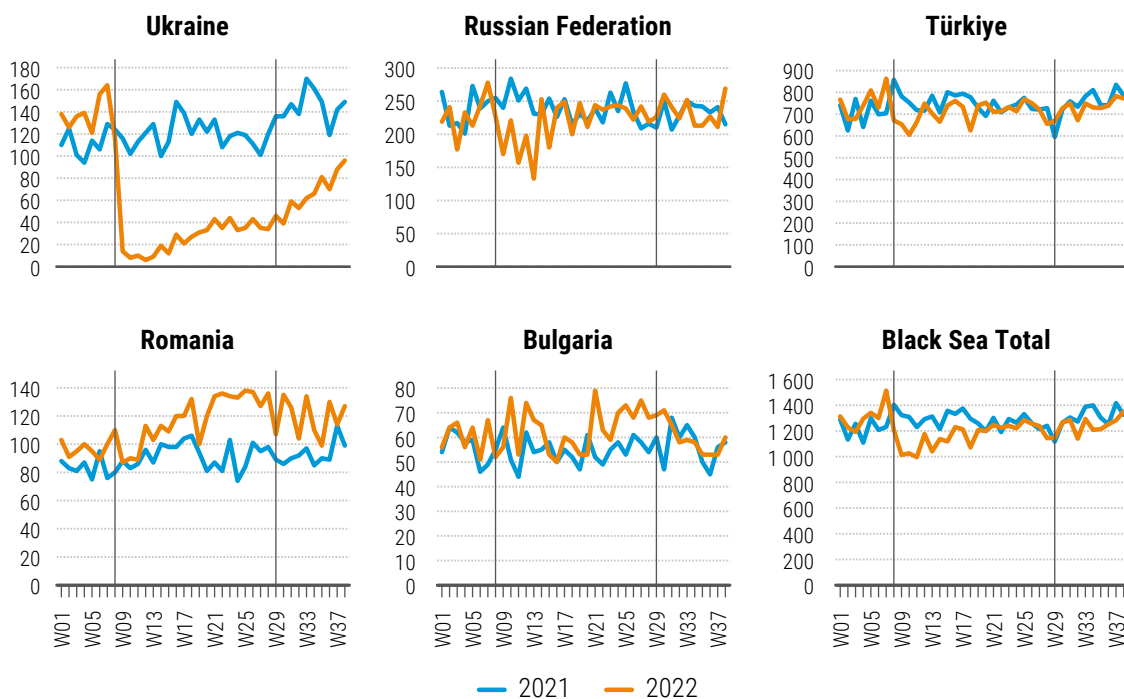 Ukraine
180
160
140
120
100
80
60
40
20
0
Russian Federation
300
250
200
150
100
50
0
Türkiye
900
800
700
600
500
400
300
200
100
0
Romania
140
120
100
80
60
40
20
0
W01
W05
W09
W13
W17
W21
W25
W29
W33
W37
Bulgaria
80
70
60
50
40
30
20
10
0
W01
W05
W09
W13
W17
W21
W25
W29
W33
W37
Black Sea Total
1 600
1 400
1 200
1 000
800
600
400
200
0
W01
W05
W09
W13
W17
W21
W25
W29
W33
W37
2021 2022